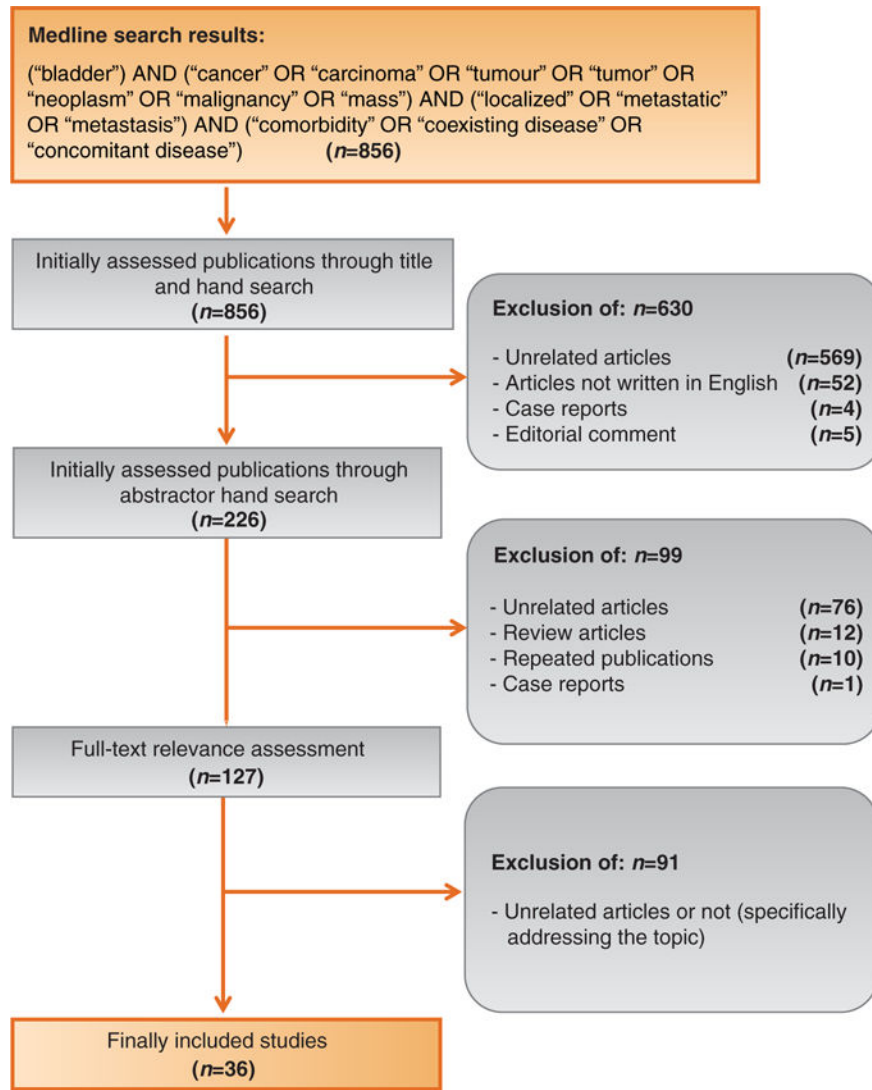 Medline search results:
(“bladder”) AND (“cancer” OR “carcinoma” OR “tumour” OR “tumor” OR
“neoplasm” OR “malignancy” OR “mass”) AND (“localized” OR “metastatic”
OR “metastasis”) AND (“comorbidity” OR “coexisting disease” OR
“concomitant disease”) (n=856)
Initially assessed publications through title
and hand search
(n=856)
Exclusion of: n=630
- Unrelated articles (n=569)
- Articles not written in English (n=52)
- Case reports (n=4)
- Editorial comment (n=5)
Initially assessed publications through
abstractor hand search
(n=226)
Exclusion of: n=99
- Unrelated articles (n=76)
- Review articles (n=12)
- Repeated publications (n=10)
- Case reports (n=1)
Full-text relevance assessment
(n=127)
Exclusion of: n=91
- Unrelated articles or not (specifically
addressing the topic)
Finally included studies
(n=36)